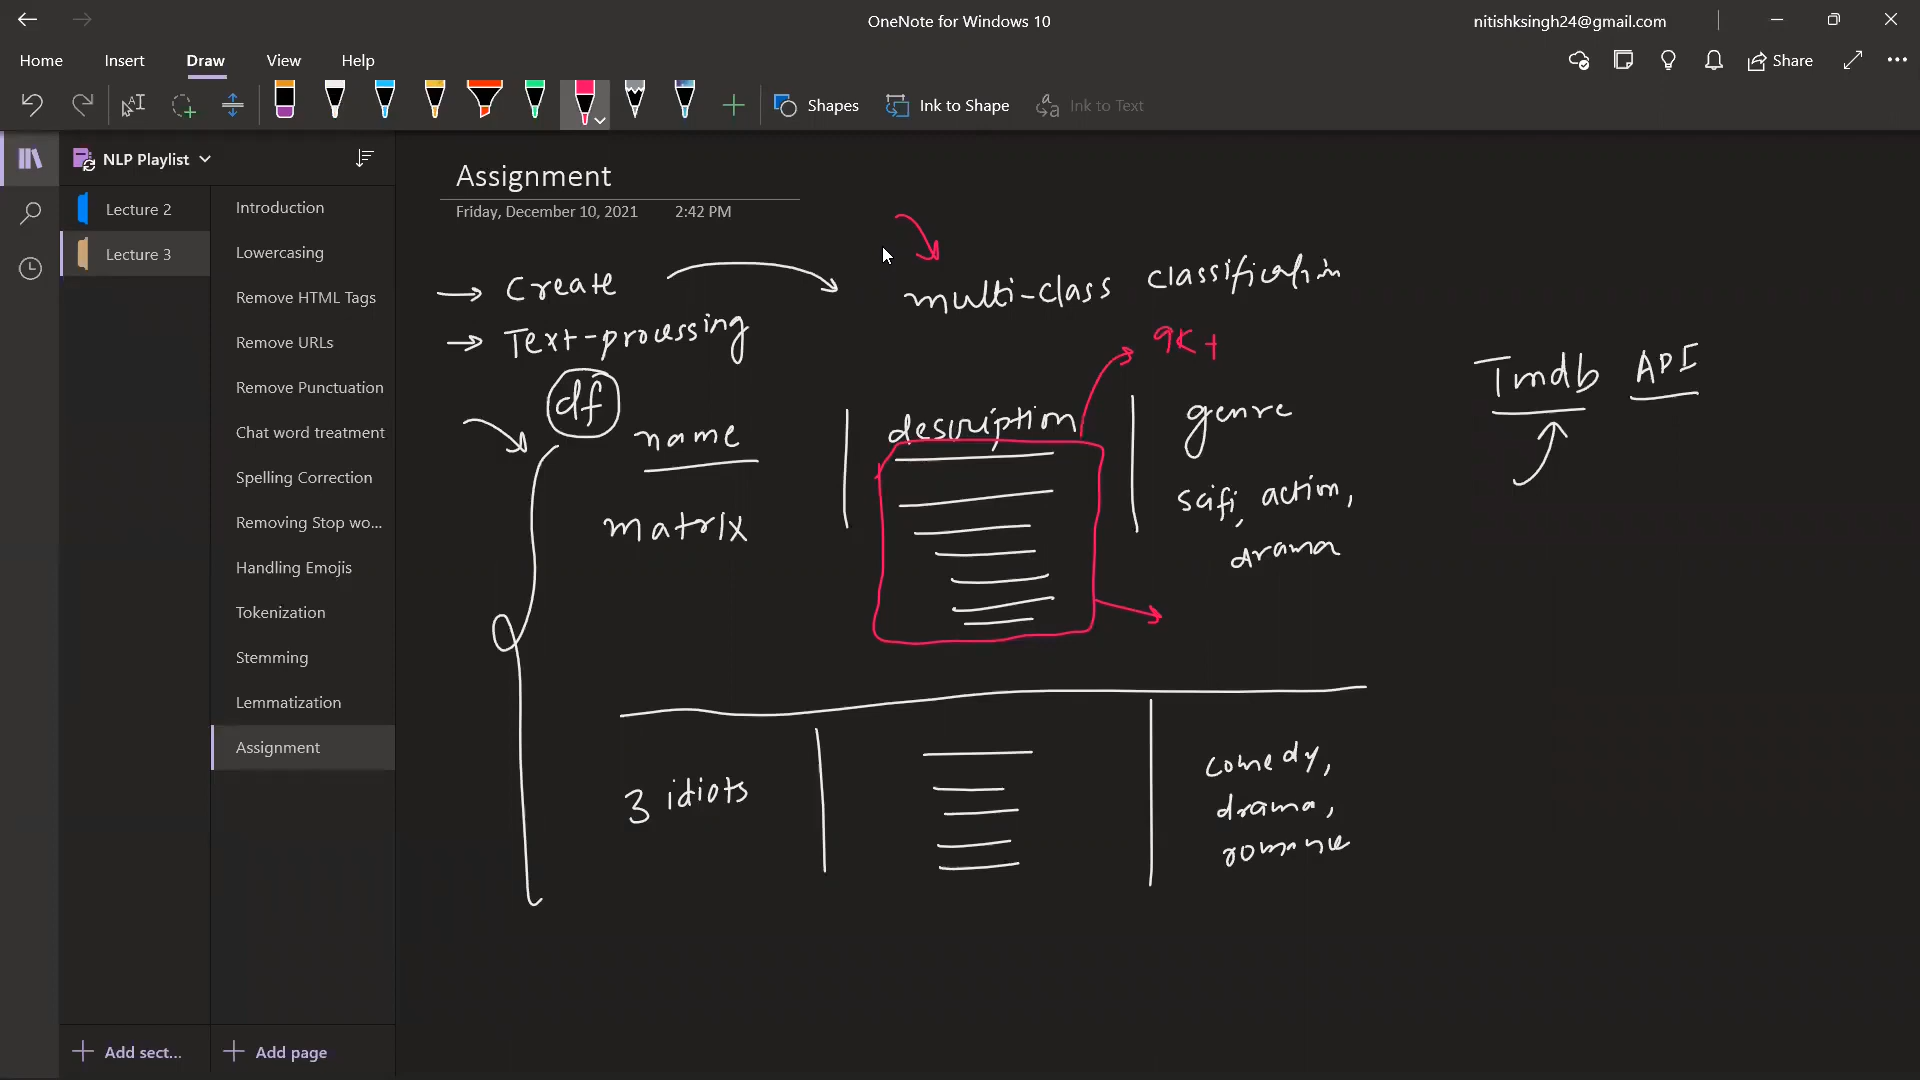 OneNote for Windows 10
nitishksingh24@gmail.com
Home Insert Draw View Help
Share
Shapes Ink to Shape Ink to Text
NLP Playlist
Lecture 2
Lecture 3
Introduction
Lowercasing
Remove HTML Tags
Remove URLs
Remove Punctuation
Chat word treatment
Spelling Correction
Removing Stop wo...
Handling Emojis
Tokenization
Stemming
Lemmatization
Assignment
Add sect...
Add page
Assignment
Friday, December 10, 2021 2:42 PM
→ Create
multi-class classification
→ Text-processing
9K+
Tmdb API
df
name description genre
matrix
scifi, action,
drama
3 idiots
comedy,
drama,
romance